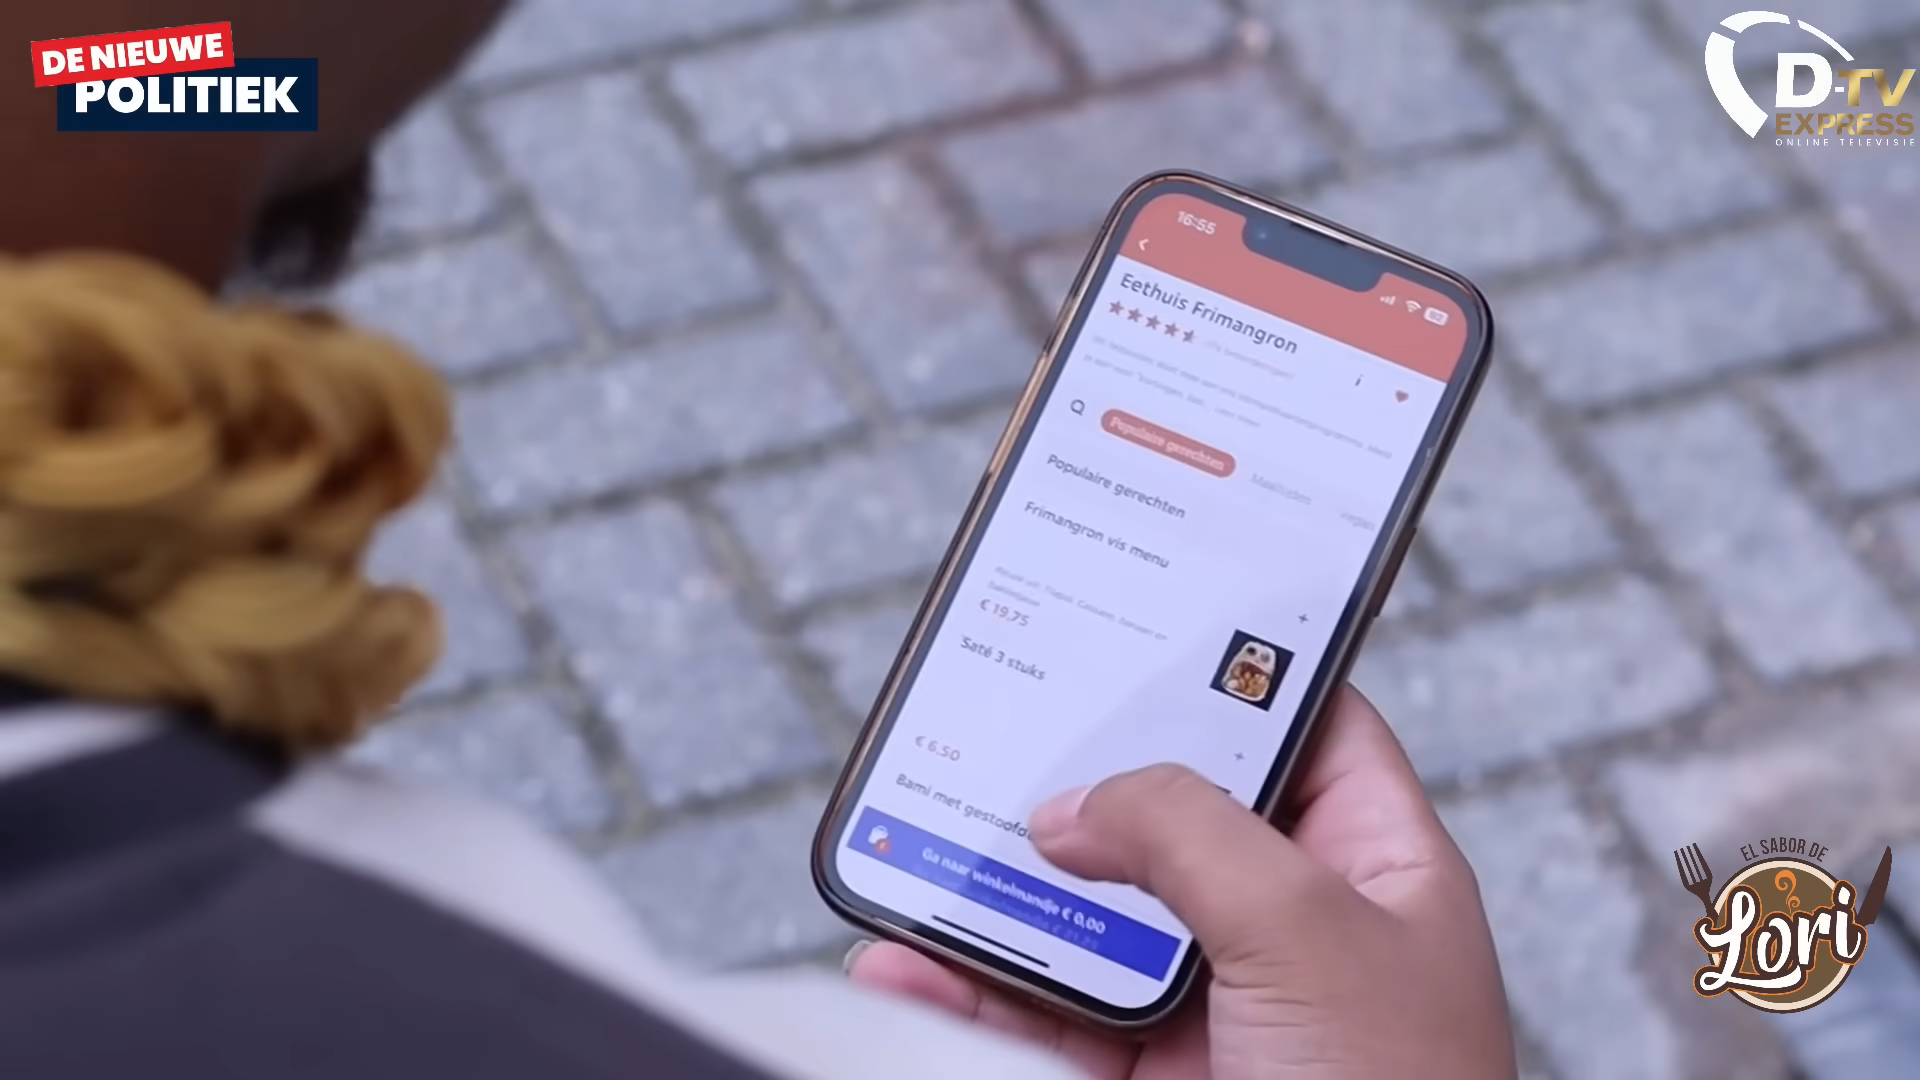 DE NIEUWE
POLITIEK
D-TV
EXPRESS
ONLINE TELEVISIE
16:55
Eethuis Frimangron
Populaire gerechten
Maaltijden
Populaire gerechten
Frimangron vis menu
€ 19,75
Saté 3 stuks
€ 6,50
Bami met gestoofd
Ga naar winkelmandje € 0,00
EL SABOR DE
Lori